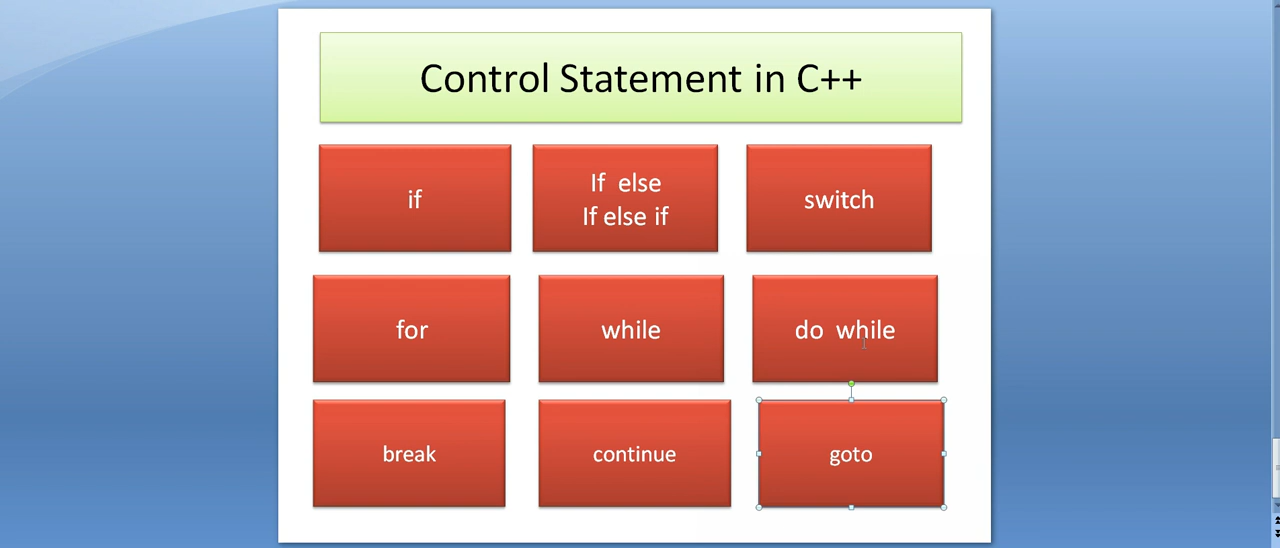 Control Statement in C++
if
If else
If else if
switch
for
while
do while
break
continue
goto